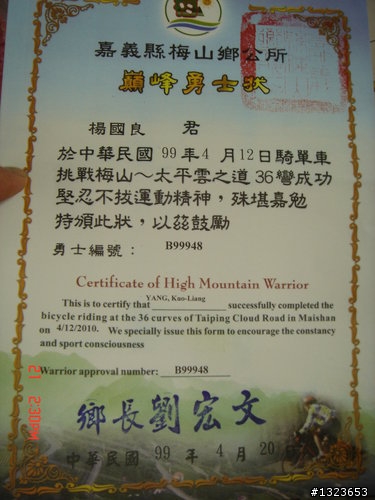 嘉義縣梅山鄉公所
巔峰勇士狀
楊國良 君
於中華民國 99 年 4 月 12 日騎單車
挑戰梅山～太平雲之道 36 彎成功
堅忍不拔運動精神，殊堪嘉勉
特頒此狀，以茲鼓勵
勇士編號： B99948
Certificate of High Mountain Warrior
YANG, Kuo-Liang
This is to certify that successfully completed the
bicycle riding at the 36 curves of Taiping Cloud Road in Maishan
on 4/12/2010. We specially issue this form to encourage the constancy
and sport consciousness
Warrior approval number: B99948
鄉長劉宏文
中華民國 99 年 4 月 20 日
21 2:30PM
#1323653